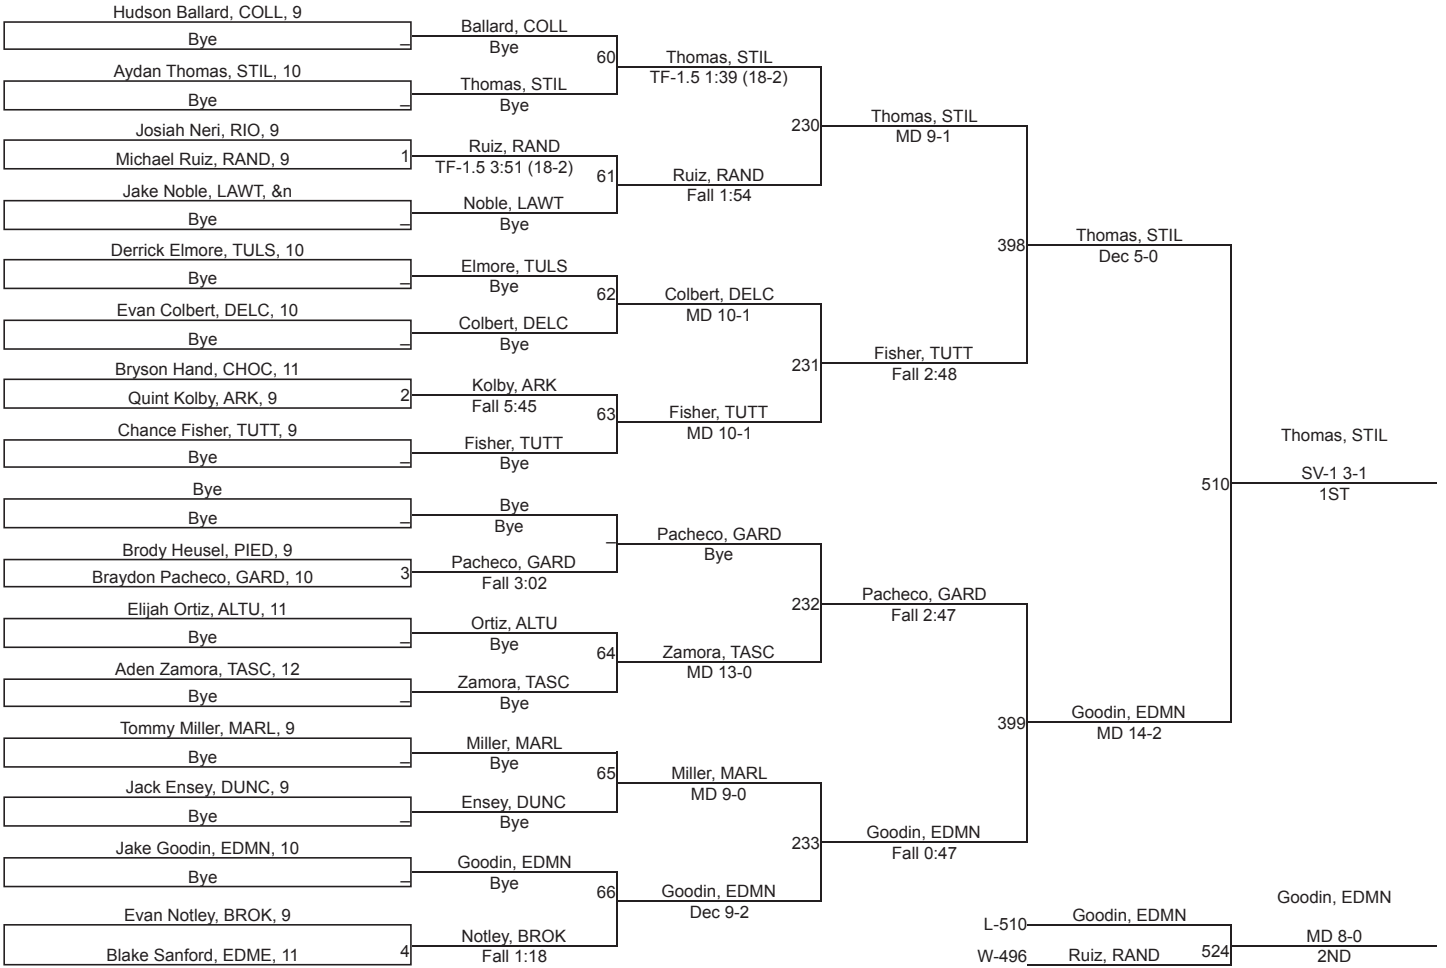 Hudson Ballard, COLL, 9
Bye
_
Aydan Thomas, STIL, 10
Bye
_
Josiah Neri, RIO, 9
Michael Ruiz, RAND, 9
1
Jake Noble, LAWT, &n
Bye
_
Derrick Elmore, TULS, 10
Bye
_
Evan Colbert, DELC, 10
Bye
_
Bryson Hand, CHOC, 11
Quint Kolby, ARK, 9
2
Chance Fisher, TUTT, 9
Bye
_
Bye
Bye
_
Brody Heusel, PIED, 9
Braydon Pacheco, GARD, 10
3
Elijah Ortiz, ALTU, 11
Bye
_
Aden Zamora, TASC, 12
Bye
_
Tommy Miller, MARL, 9
Bye
_
Jack Ensey, DUNC, 9
Bye
_
Jake Goodin, EDMN, 10
Bye
_
Evan Notley, BROK, 9
Blake Sanford, EDME, 11
4
Ballard, COLL
Bye
60
Thomas, STIL
Bye
Ruiz, RAND
TF-1.5 3:51 (18-2)
61
Noble, LAWT
Bye
Elmore, TULS
Bye
62
Colbert, DELC
Bye
Kolby, ARK
Fall 5:45
63
Fisher, TUTT
Bye
Bye
Bye
_
Pacheco, GARD
Fall 3:02
Ortiz, ALTU
Bye
64
Zamora, TASC
Bye
Miller, MARL
Bye
65
Ensey, DUNC
Bye
Goodin, EDMN
Bye
66
Notley, BROK
Fall 1:18
Thomas, STIL
TF-1.5 1:39 (18-2)
230
Ruiz, RAND
Fall 1:54
Colbert, DELC
MD 10-1
231
Fisher, TUTT
MD 10-1
Pacheco, GARD
Bye
232
Zamora, TASC
MD 13-0
Miller, MARL
MD 9-0
233
Goodin, EDMN
Dec 9-2
Thomas, STIL
MD 9-1
398
Fisher, TUTT
Fall 2:48
Pacheco, GARD
Fall 2:47
399
Goodin, EDMN
Fall 0:47
Thomas, STIL
Dec 5-0
510
Goodin, EDMN
MD 14-2
Thomas, STIL
SV-1 3-1
1ST
L-510
Goodin, EDMN
W-496
Ruiz, RAND
524
Goodin, EDMN
MD 8-0
2ND